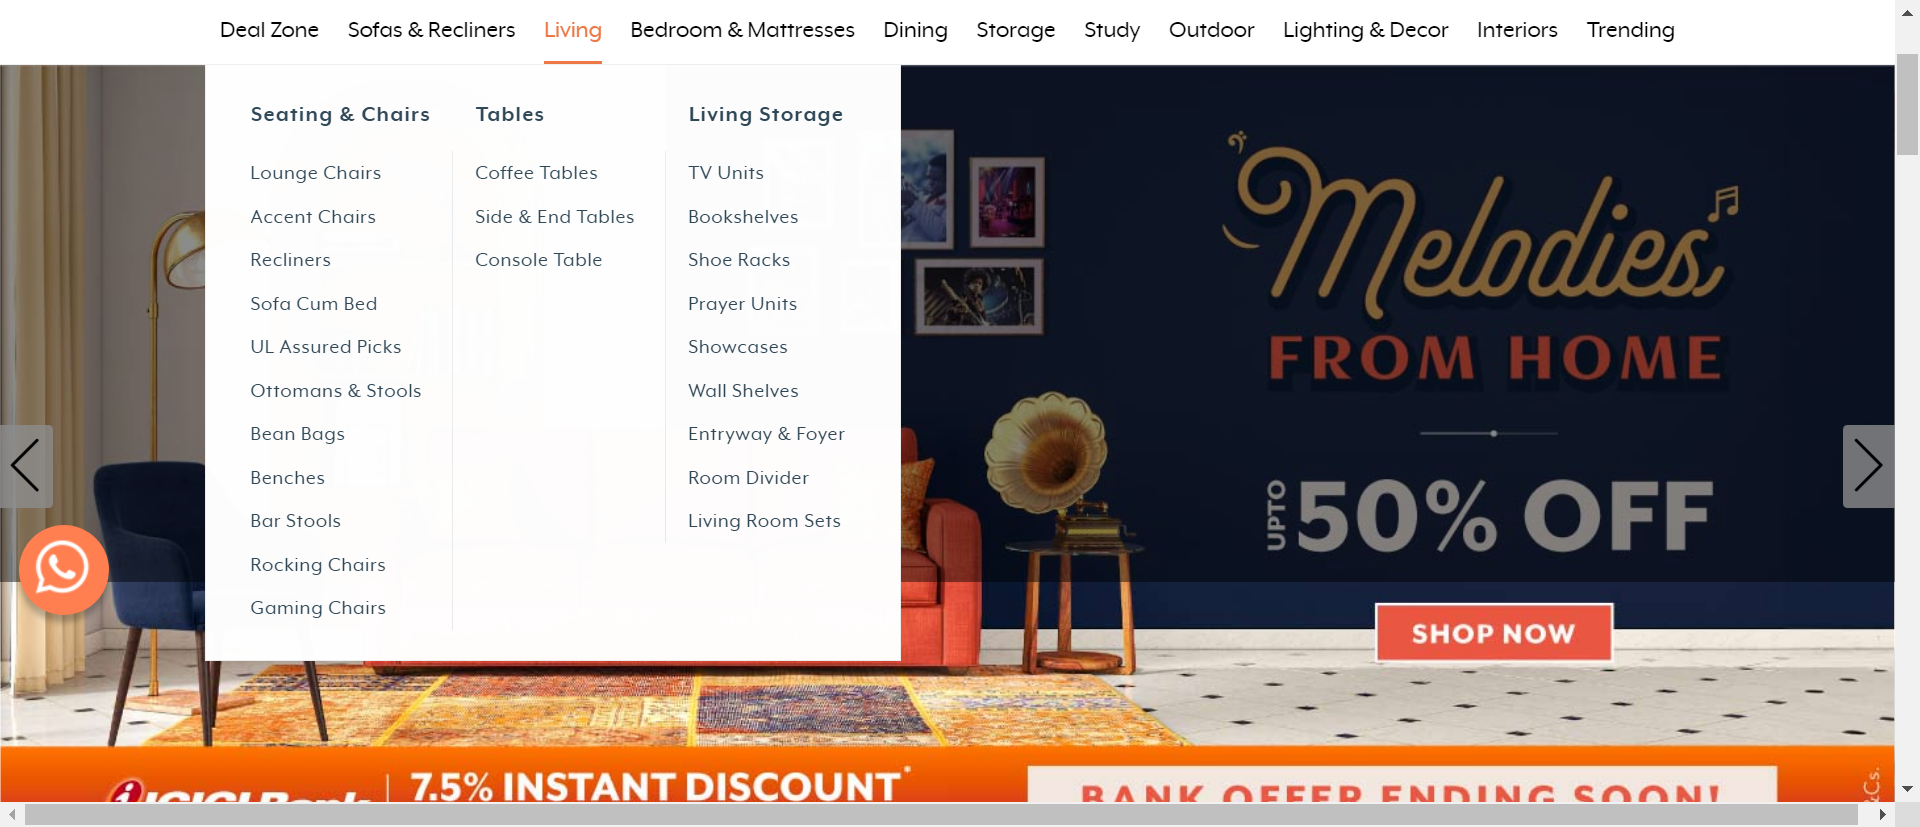 Deal Zone Sofas & Recliners Living Bedroom & Mattresses Dining Storage Study Outdoor Lighting & Decor Interiors Trending
Seating & Chairs
Lounge Chairs
Accent Chairs
Recliners
Sofa Cum Bed
UL Assured Picks
Ottomans & Stools
Bean Bags
Benches
Bar Stools
Rocking Chairs
Gaming Chairs
Tables
Coffee Tables
Side & End Tables
Console Table
Living Storage
TV Units
Bookshelves
Shoe Racks
Prayer Units
Showcases
Wall Shelves
Entryway & Foyer
Room Divider
Living Room Sets
Melodies
FROM HOME
UPTO 50% OFF
SHOP NOW
ICICI Bank
7.5% INSTANT DISCOUNT*
BANK OFFER ENDING SOON!